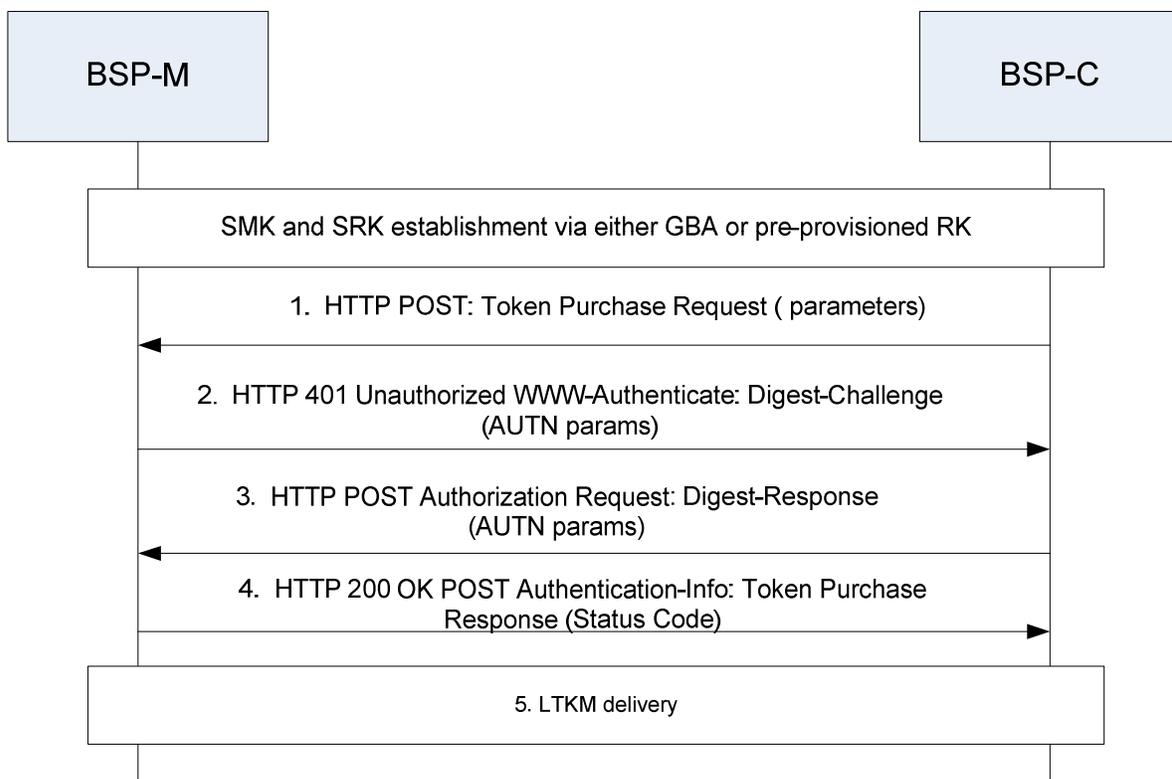 BSP-M
BSP-C
SMK and SRK establishment via either GBA or pre-provisioned RK
1. HTTP POST: Token Purchase Request ( parameters)
2. HTTP 401 Unauthorized WWW-Authenticate: Digest-Challenge
(AUTN params)
3. HTTP POST Authorization Request: Digest-Response
(AUTN params)
4. HTTP 200 OK POST Authentication-Info: Token Purchase
Response (Status Code)
5. LTKM delivery